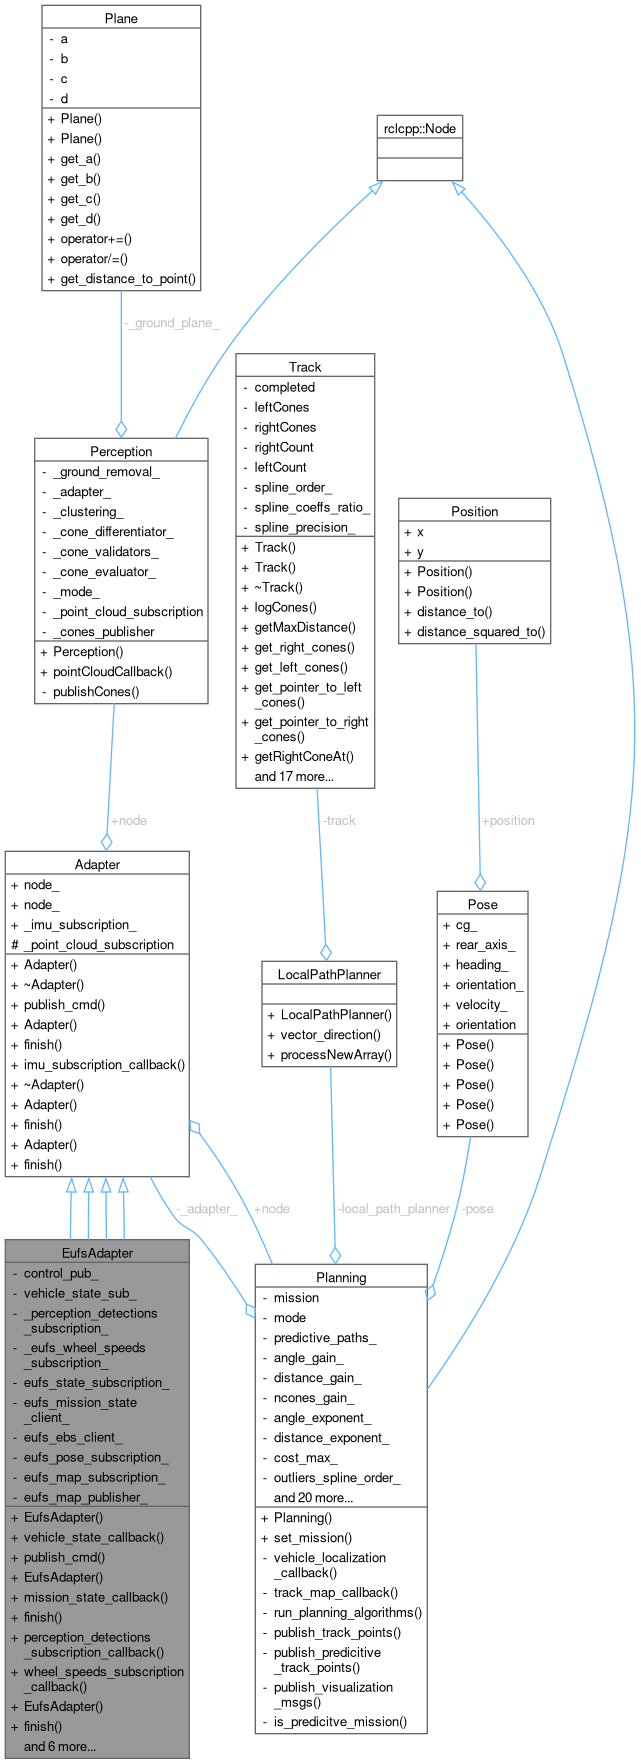 Plane
- a
- b
- c
- d
+ Plane()
+ Plane()
+ get_a()
+ get_b()
+ get_c()
+ get_d()
+ operator+=()
+ operator/=()
+ get_distance_to_point()
rclcpp::Node
-_ground_plane_
Track
- completed
- leftCones
- rightCones
- rightCount
- leftCount
- spline_order_
- spline_coeffs_ratio_
- spline_precision_
+ Track()
+ Track()
+ ~Track()
+ logCones()
+ getMaxDistance()
+ get_right_cones()
+ get_left_cones()
+ get_pointer_to_left
_cones()
+ get_pointer_to_right
_cones()
+ getRightConeAt()
and 17 more...
Perception
- _ground_removal_
- _adapter_
- _clustering_
- _cone_differentiator_
- _cone_validators_
- _cone_evaluator_
- _mode_
- _point_cloud_subscription
- _cones_publisher
+ Perception()
+ pointCloudCallback()
- publishCones()
Position
+ x
+ y
+ Position()
+ Position()
+ distance_to()
+ distance_squared_to()
+node
-track
+position
Adapter
+ node_
+ node_
+ _imu_subscription_
# _point_cloud_subscription
+ Adapter()
+ ~Adapter()
+ publish_cmd()
+ Adapter()
+ finish()
+ imu_subscription_callback()
+ ~Adapter()
+ Adapter()
+ finish()
+ Adapter()
+ finish()
LocalPathPlanner
+ LocalPathPlanner()
+ vector_direction()
+ processNewArray()
Pose
+ cg_
+ rear_axis_
+ heading_
+ orientation_
+ velocity_
+ orientation
+ Pose()
+ Pose()
+ Pose()
+ Pose()
+ Pose()
-_adapter_
+node
-local_path_planner
-pose
EufsAdapter
- control_pub_
- vehicle_state_sub_
- _perception_detections
_subscription_
- _eufs_wheel_speeds
_subscription_
- eufs_state_subscription_
- eufs_mission_state
_client_
- eufs_ebs_client_
- eufs_pose_subscription_
- eufs_map_subscription_
- eufs_map_publisher_
+ EufsAdapter()
+ vehicle_state_callback()
+ publish_cmd()
+ EufsAdapter()
+ mission_state_callback()
+ finish()
+ perception_detections
_subscription_callback()
+ wheel_speeds_subscription
_callback()
+ EufsAdapter()
+ finish()
and 6 more...
Planning
- mission
- mode
- predictive_paths_
- angle_gain_
- distance_gain_
- ncones_gain_
- angle_exponent_
- distance_exponent_
- cost_max_
- outliers_spline_order_
and 20 more...
+ Planning()
+ set_mission()
- vehicle_localization
_callback()
- track_map_callback()
- run_planning_algorithms()
- publish_track_points()
- publish_predicitive
_track_points()
- publish_visualization
_msgs()
- is_predicitve_mission()